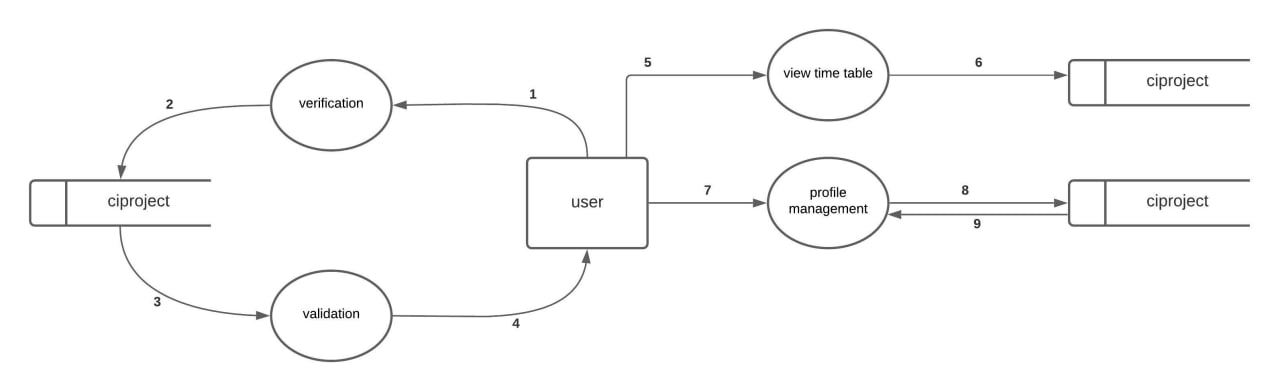 5
view time table
6
ciproject
2
verification
1
ciproject
user
7
profile
management
8
9
ciproject
3
validation
4